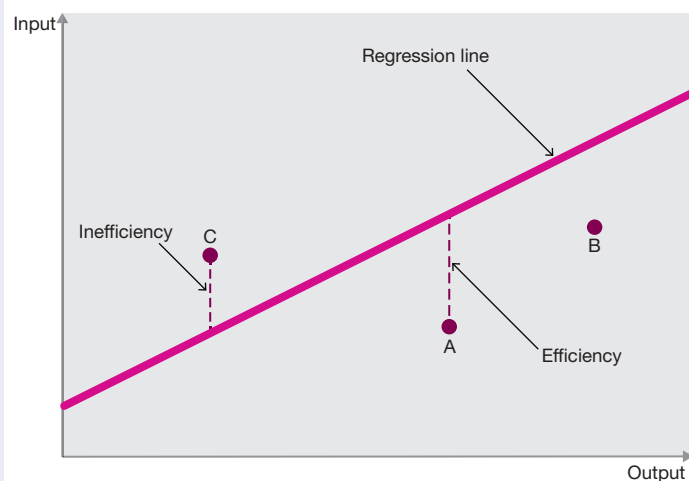 Input
Regression line
Inefficiency
C
B
A
Efficiency
Output